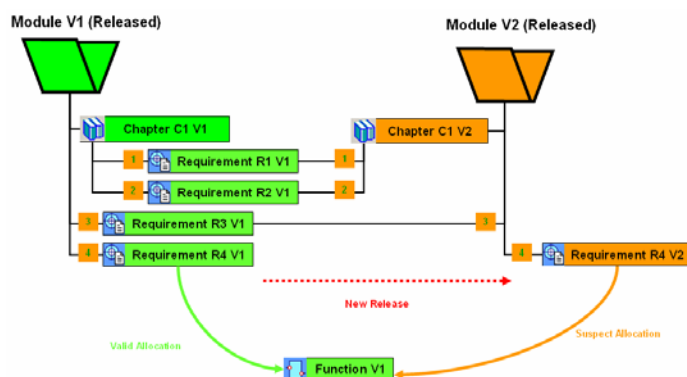 Module V1 (Released)
Module V2 (Released)
Chapter C1 V1
Chapter C1 V2
1
Requirement R1 V1
1
2
Requirement R2 V1
2
3
Requirement R3 V1
3
4
Requirement R4 V1
4
Requirement R4 V2
New Release
Valid Allocation
Suspect Allocation
Function V1